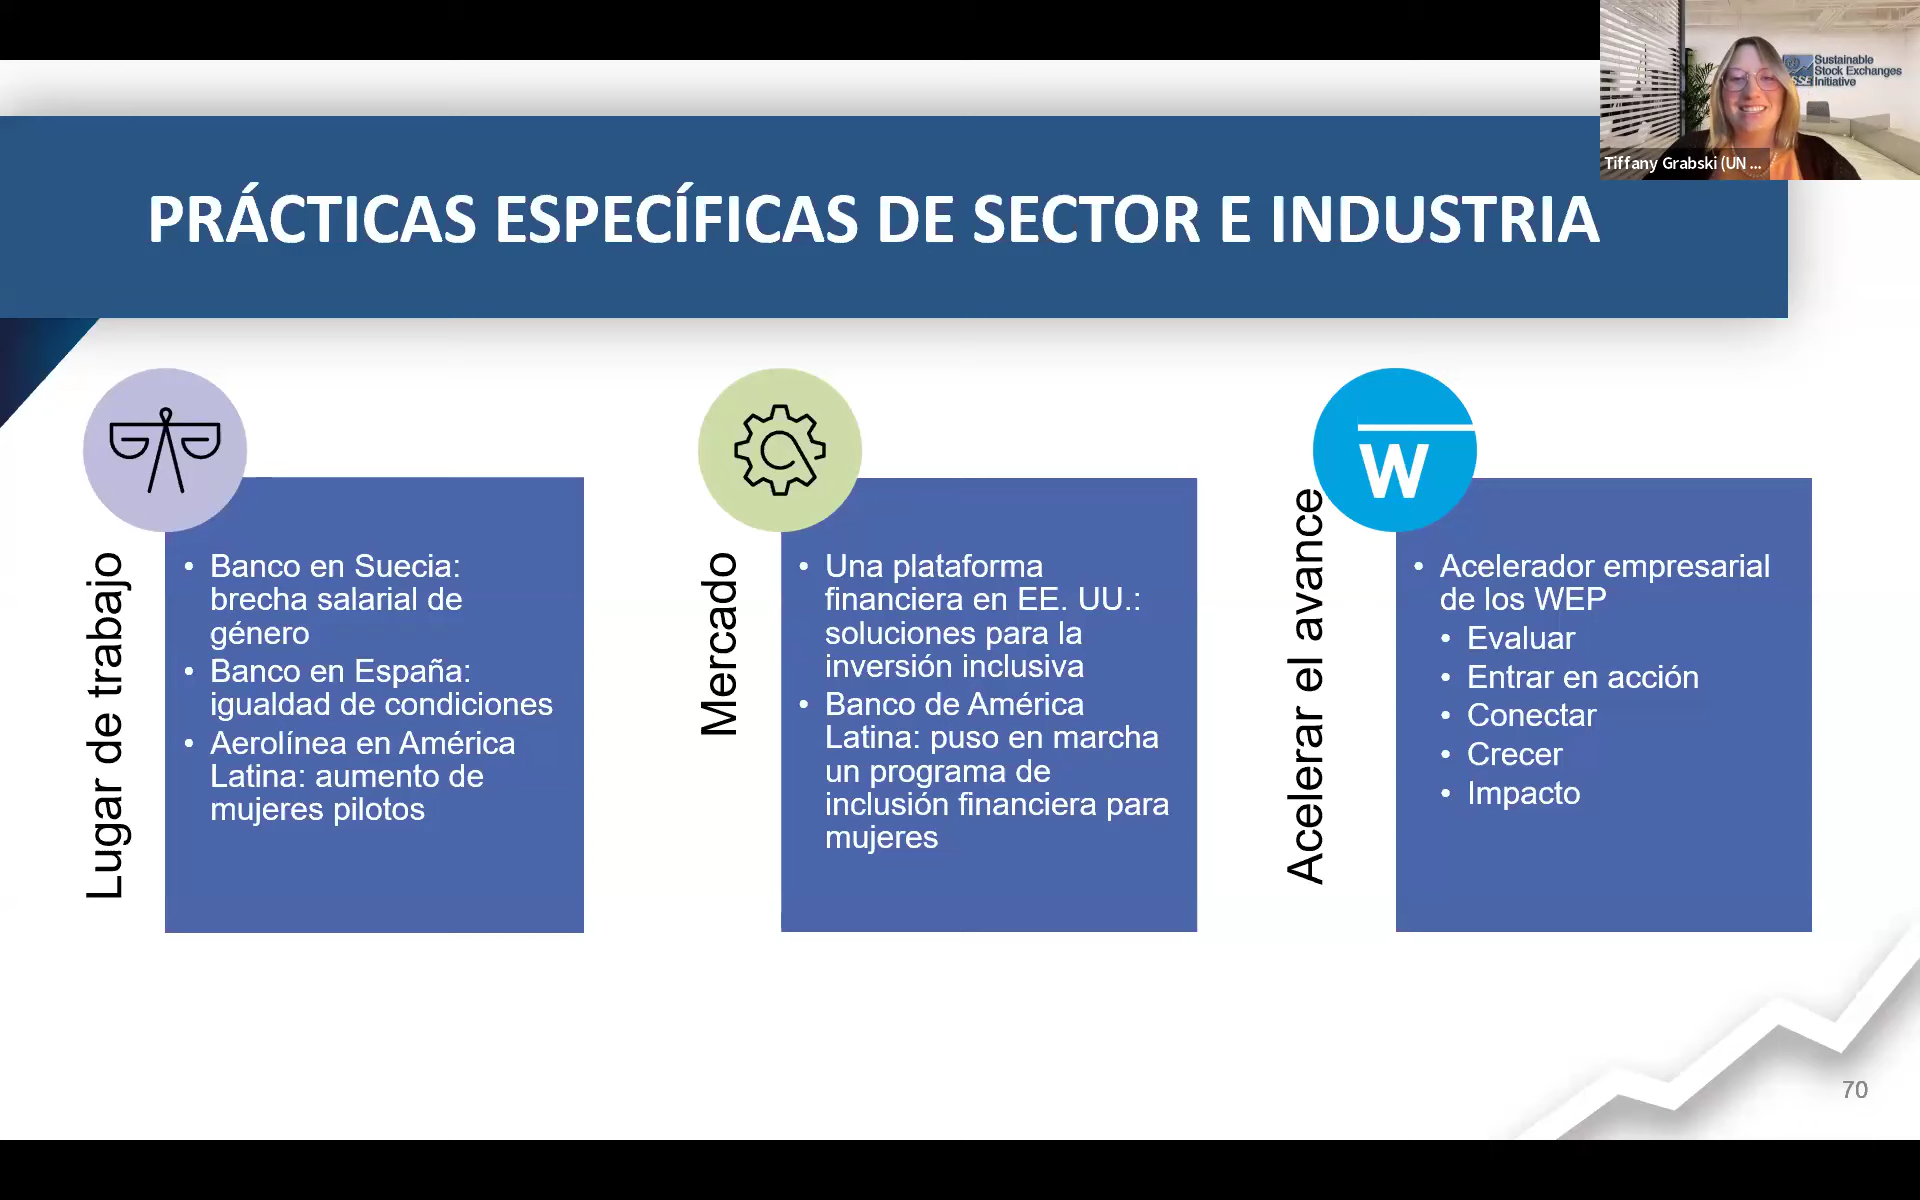 Sustainable
Stock Exchanges
Initiative
SSE
Tiffany Grabski (UN ...
PRÁCTICAS ESPECÍFICAS DE SECTOR E INDUSTRIA
Lugar de trabajo
• Banco en Suecia:
brecha salarial de
género
• Banco en España:
igualdad de condiciones
• Aerolínea en América
Latina: aumento de
mujeres pilotos
Mercado
• Una plataforma
financiera en EE. UU.:
soluciones para la
inversión inclusiva
• Banco de América
Latina: puso en marcha
un programa de
inclusión financiera para
mujeres
W
Acelerar el avance
• Acelerador empresarial
de los WEP
• Evaluar
• Entrar en acción
• Conectar
• Crecer
• Impacto
70